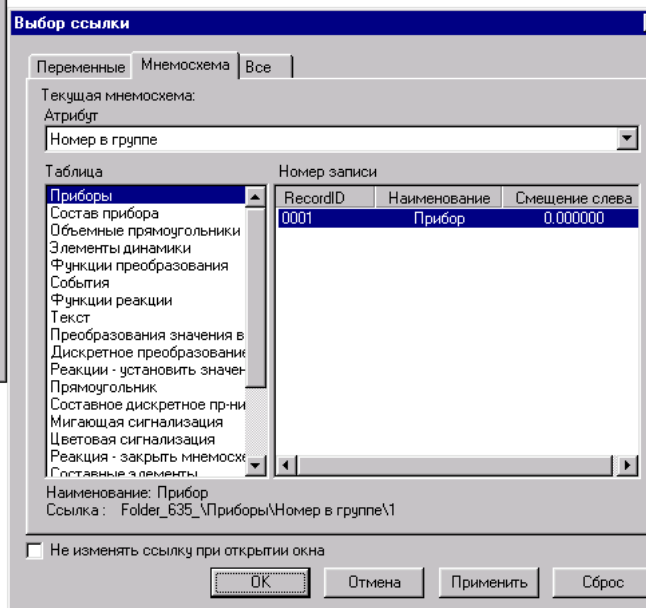 Выбор ссылки
Переменные Мнемосхема Все
Текущая мнемосхема:
Атрибут
Номер в группе
Таблица
Номер записи
Приборы
Состав прибора
Объемные прямоугольники
Элементы динамики
Функции преобразования
События
Функции реакции
Текст
Преобразования значения в
Дискретное преобразование
Реакции - установить значен
Прямоугольник
Составное дискретное пр-ни
Мигающая сигнализация
Цветовая сигнализация
Реакция - закрыть мнемосхе
Составные элементы
RecordID Наименование Смещение слева
0001 Прибор 0.000000
Наименование: Прибор
Ссылка : Folder_635_\Приборы\Номер в группе\1
Не изменять ссылку при открытии окна
OK Отмена Применить Сброс